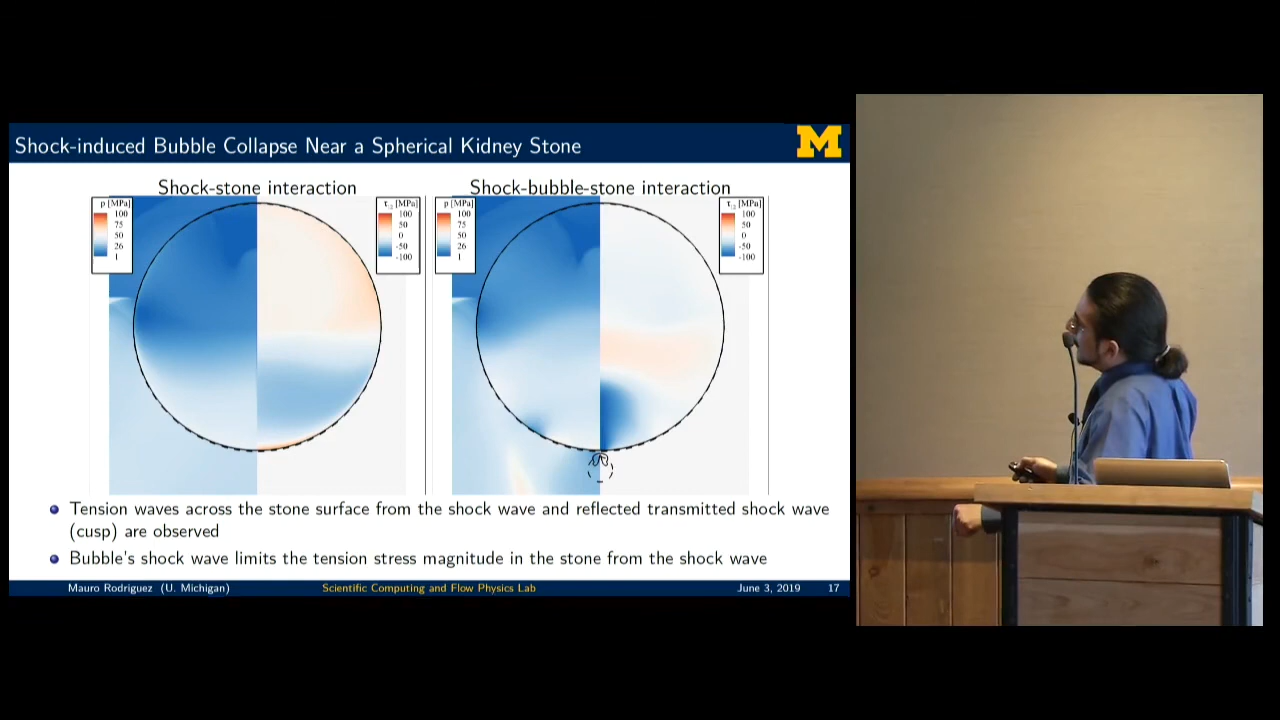 Shock-induced Bubble Collapse Near a Spherical Kidney Stone
M
Shock-stone interaction
Shock-bubble-stone interaction
p [MPa]
100
75
50
26
1
[MPa]
100
50
0
-50
-100
p [MPa]
100
75
50
26
1
[MPa]
100
50
0
-50
-100
Tension waves across the stone surface from the shock wave and reflected transmitted shock wave
(cusp) are observed
Bubble's shock wave limits the tension stress magnitude in the stone from the shock wave
Mauro Rodriguez (U. Michigan)
Scientific Computing and Flow Physics Lab
June 3, 2019
17